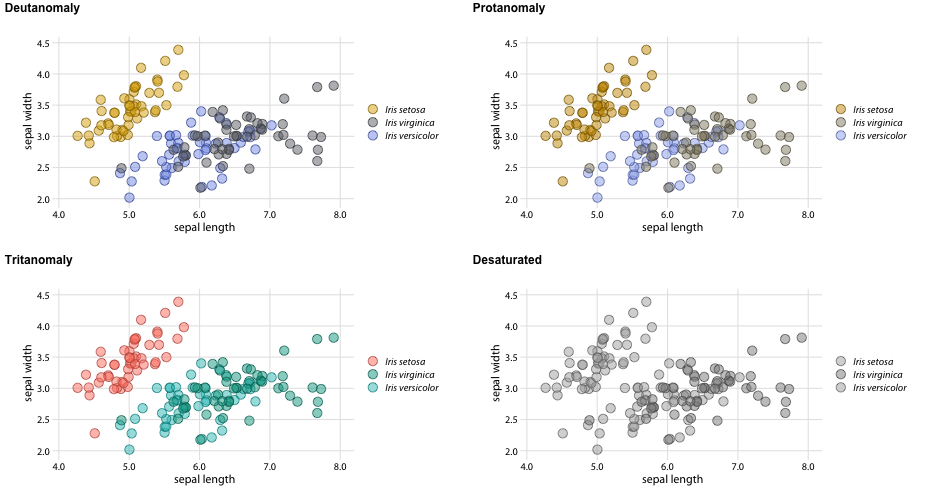 Deutanomaly
sepal width
4.5
4.0
3.5
3.0
2.5
2.0
4.0 5.0 6.0 7.0 8.0
sepal length
Iris setosa
Iris virginica
Iris versicolor
Protanomaly
sepal width
4.5
4.0
3.5
3.0
2.5
2.0
4.0 5.0 6.0 7.0 8.0
sepal length
Iris setosa
Iris virginica
Iris versicolor
Tritanomaly
sepal width
4.5
4.0
3.5
3.0
2.5
2.0
4.0 5.0 6.0 7.0 8.0
sepal length
Iris setosa
Iris virginica
Iris versicolor
Desaturated
sepal width
4.5
4.0
3.5
3.0
2.5
2.0
4.0 5.0 6.0 7.0 8.0
sepal length
Iris setosa
Iris virginica
Iris versicolor